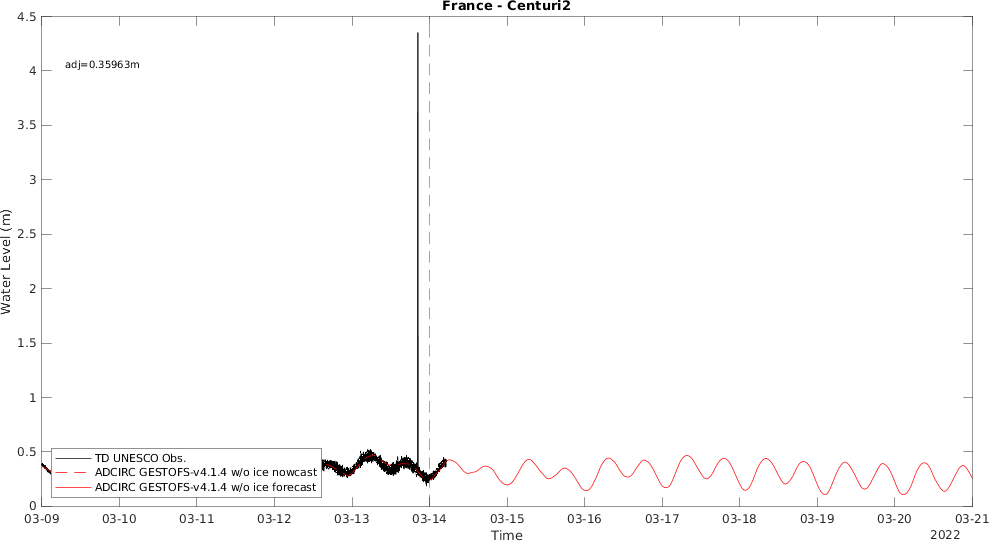 France - Centuri2
adj=0.35963m
4.5
4
3.5
3
2.5
2
1.5
1
0.5
0
Water Level (m)
TD UNESCO Obs.
ADCIRC GESTOFS-v4.1.4 w/o ice nowcast
ADCIRC GESTOFS-v4.1.4 w/o ice forecast
03-09 03-10 03-11 03-12 03-13 03-14 03-15 03-16 03-17 03-18 03-19 03-20 03-21
Time
2022